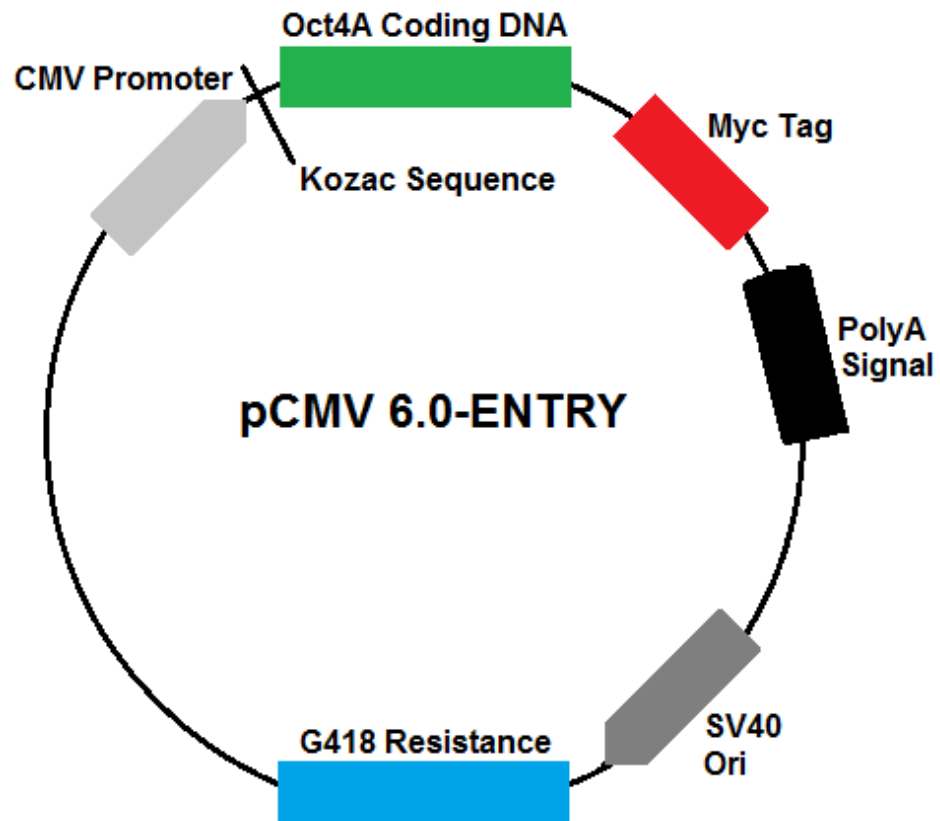 Oct4A Coding DNA
CMV Promoter
Kozac Sequence
Myc Tag
PolyA
Signal
pCMV 6.0-ENTRY
SV40
Ori
G418 Resistance